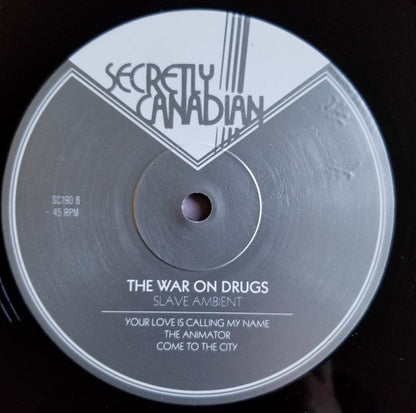 SECRETLY
CANADIAN
SC190 B
45 RPM
THE WAR ON DRUGS
SLAVE AMBIENT
YOUR LOVE IS CALLING MY NAME
THE ANIMATOR
COME TO THE CITY